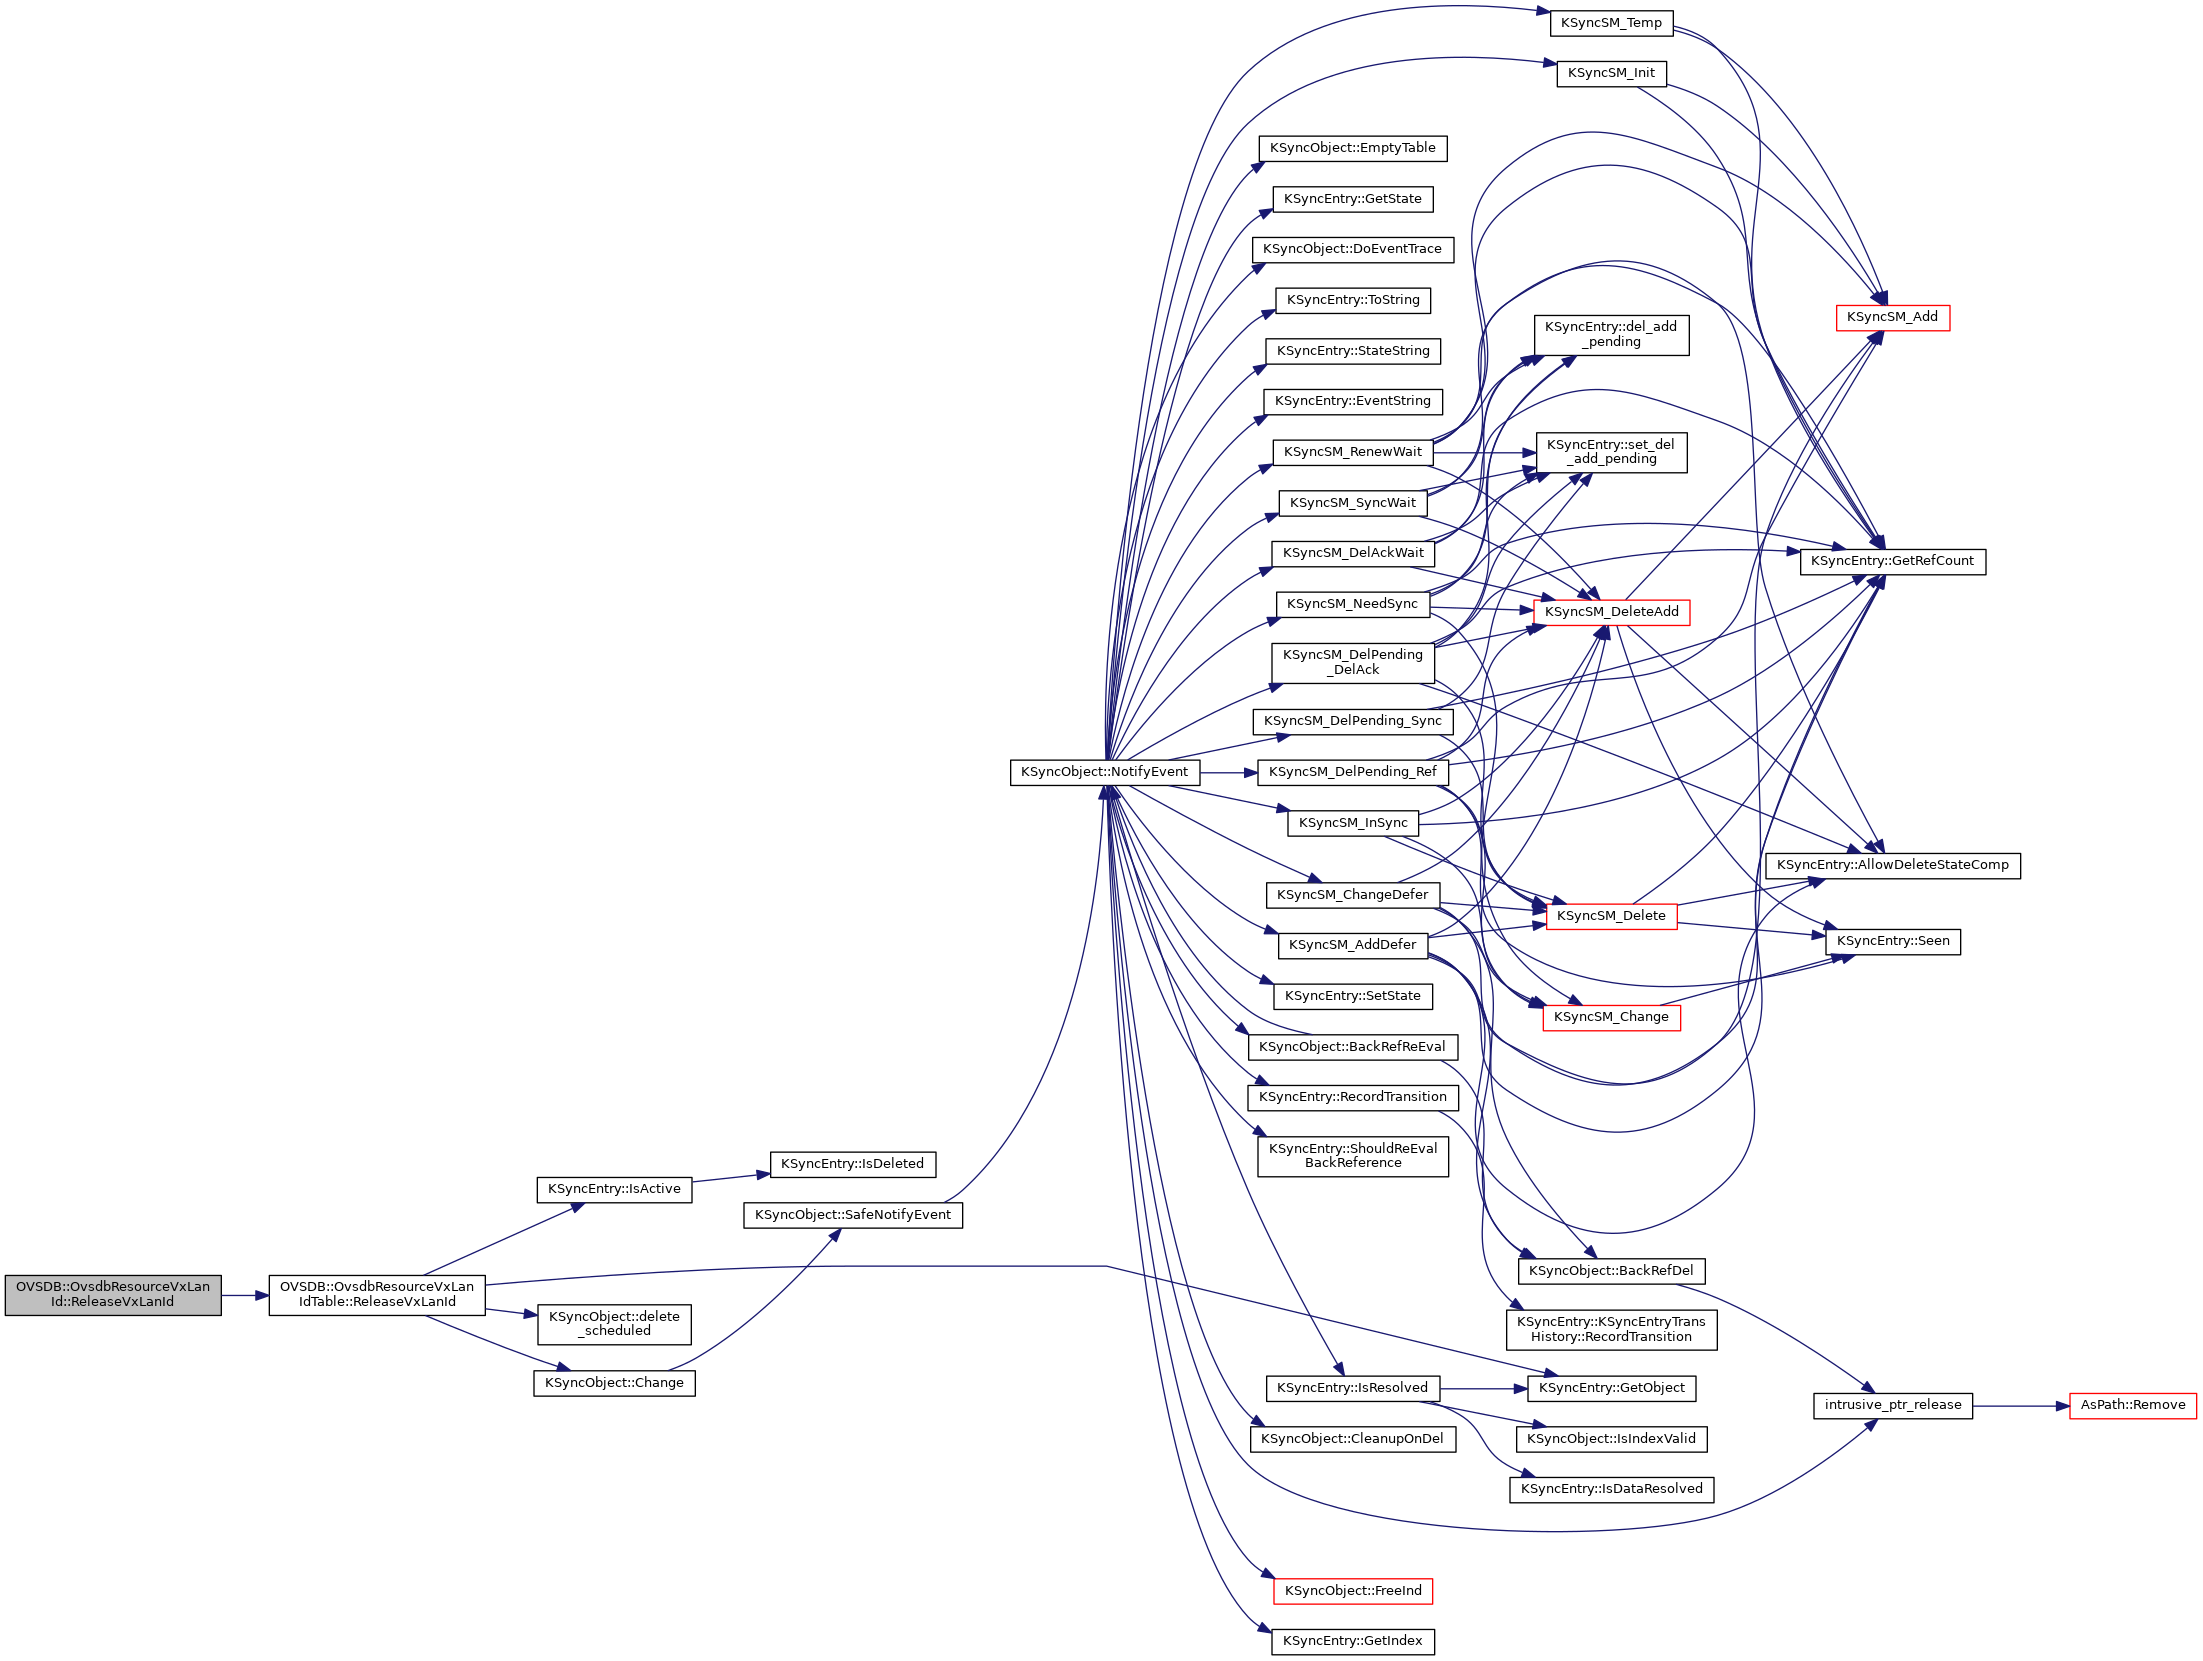 KSyncSM_Temp
KSyncSM_Init
KSyncObject::EmptyTable
KSyncEntry::GetState
KSyncObject::DoEventTrace
KSyncEntry::ToString
KSyncSM_Add
KSyncEntry::del_add
_pending
KSyncEntry::StateString
KSyncEntry::EventString
KSyncSM_RenewWait
KSyncEntry::set_del
_add_pending
KSyncSM_SyncWait
KSyncSM_DelAckWait
KSyncEntry::GetRefCount
KSyncSM_NeedSync
KSyncSM_DeleteAdd
KSyncSM_DelPending
_DelAck
KSyncSM_DelPending_Sync
KSyncObject::NotifyEvent
KSyncSM_DelPending_Ref
KSyncSM_InSync
KSyncEntry::AllowDeleteStateComp
KSyncSM_ChangeDefer
KSyncSM_Delete
KSyncSM_AddDefer
KSyncEntry::Seen
KSyncEntry::SetState
KSyncSM_Change
KSyncObject::BackRefReEval
KSyncEntry::RecordTransition
KSyncEntry::ShouldReEval
BackReference
KSyncEntry::IsDeleted
KSyncEntry::IsActive
KSyncObject::SafeNotifyEvent
KSyncObject::BackRefDel
OVSDB::OvsdbResourceVxLan
Id::ReleaseVxLanId
OVSDB::OvsdbResourceVxLan
IdTable::ReleaseVxLanId
KSyncObject::delete
_scheduled
KSyncEntry::KSyncEntryTrans
History::RecordTransition
KSyncObject::Change
KSyncEntry::IsResolved
KSyncEntry::GetObject
intrusive_ptr_release
AsPath::Remove
KSyncObject::CleanupOnDel
KSyncObject::IsIndexValid
KSyncEntry::IsDataResolved
KSyncObject::FreeInd
KSyncEntry::GetIndex